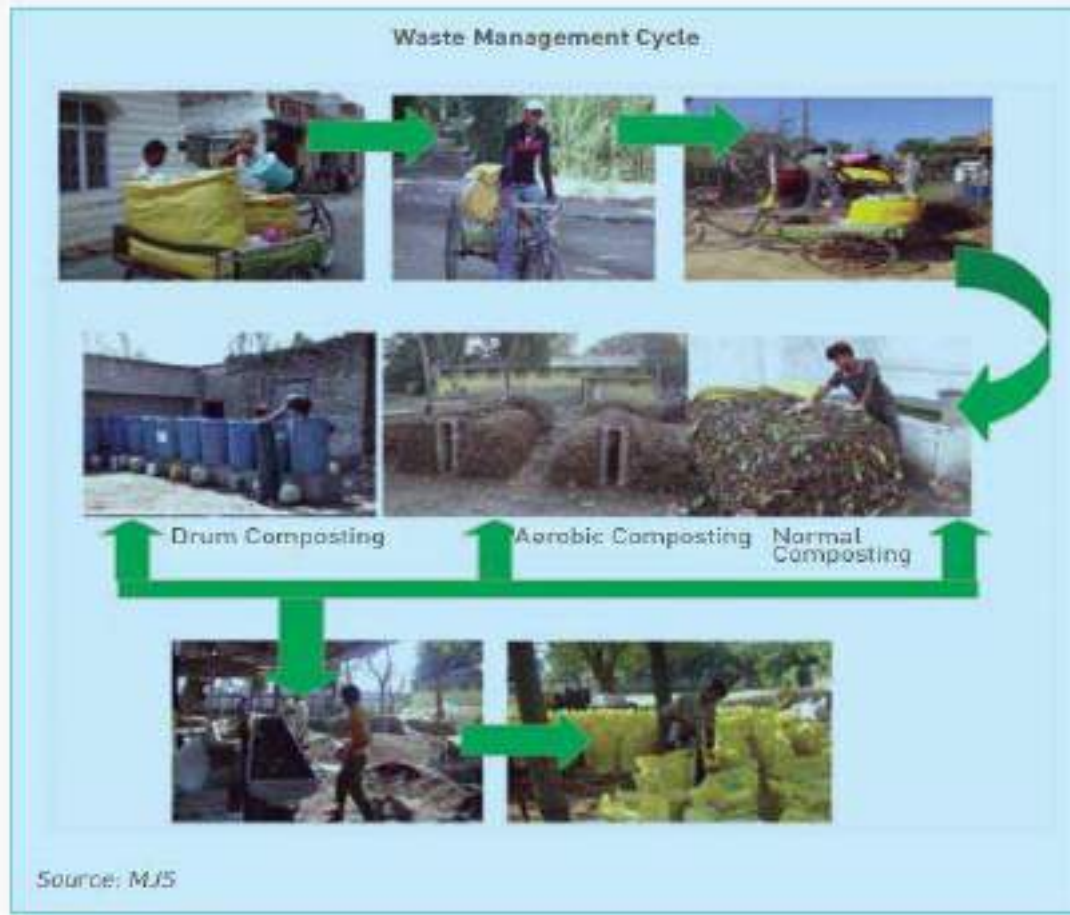 Waste Management Cycle
Drum Composting
Aerobic Composting
Normal
Composting
Source: MJS